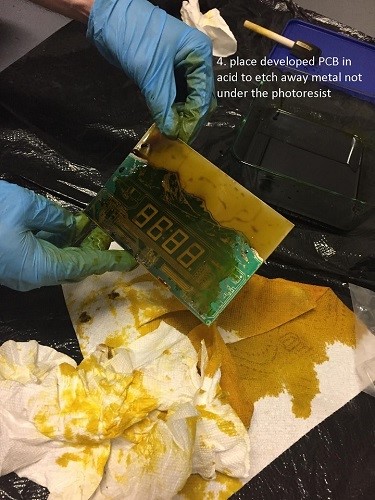 4. place developed PCB in
acid to etch away metal not
under the photoresist